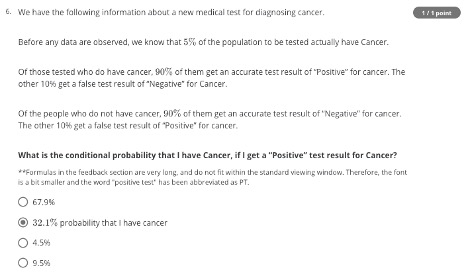 6. We have the following information about a new medical test for diagnosing cancer.
1 / 1 point
Before any data are observed, we know that 5% of the population to be tested actually have Cancer.
Of those tested who do have cancer, 90% of them get an accurate test result of "Positive" for cancer. The
other 10% get a false test result of "Negative" for Cancer.
Of the people who do not have cancer, 90% of them get an accurate test result of "Negative" for cancer.
The other 10% get a false test result of "Positive" for cancer.
What is the conditional probability that I have Cancer, if I get a "Positive" test result for Cancer?
**Formulas in the feedback section are very long, and do not fit within the standard viewing window. Therefore, the font
is a bit smaller and the word "positive test" has been abbreviated as PT.
67.9%
32.1% probability that I have cancer
4.5%
9.5%